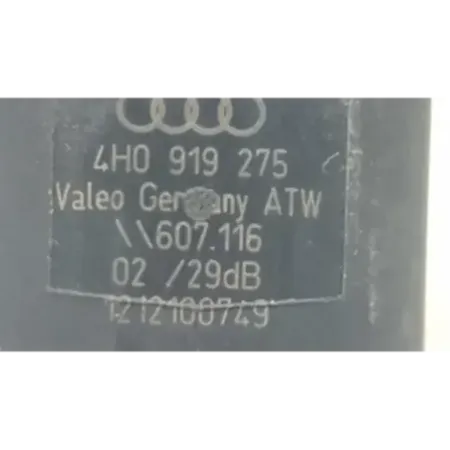 4H0 919 275
Valeo Germany ATW
\\607.116
02 /29dB
1212100749